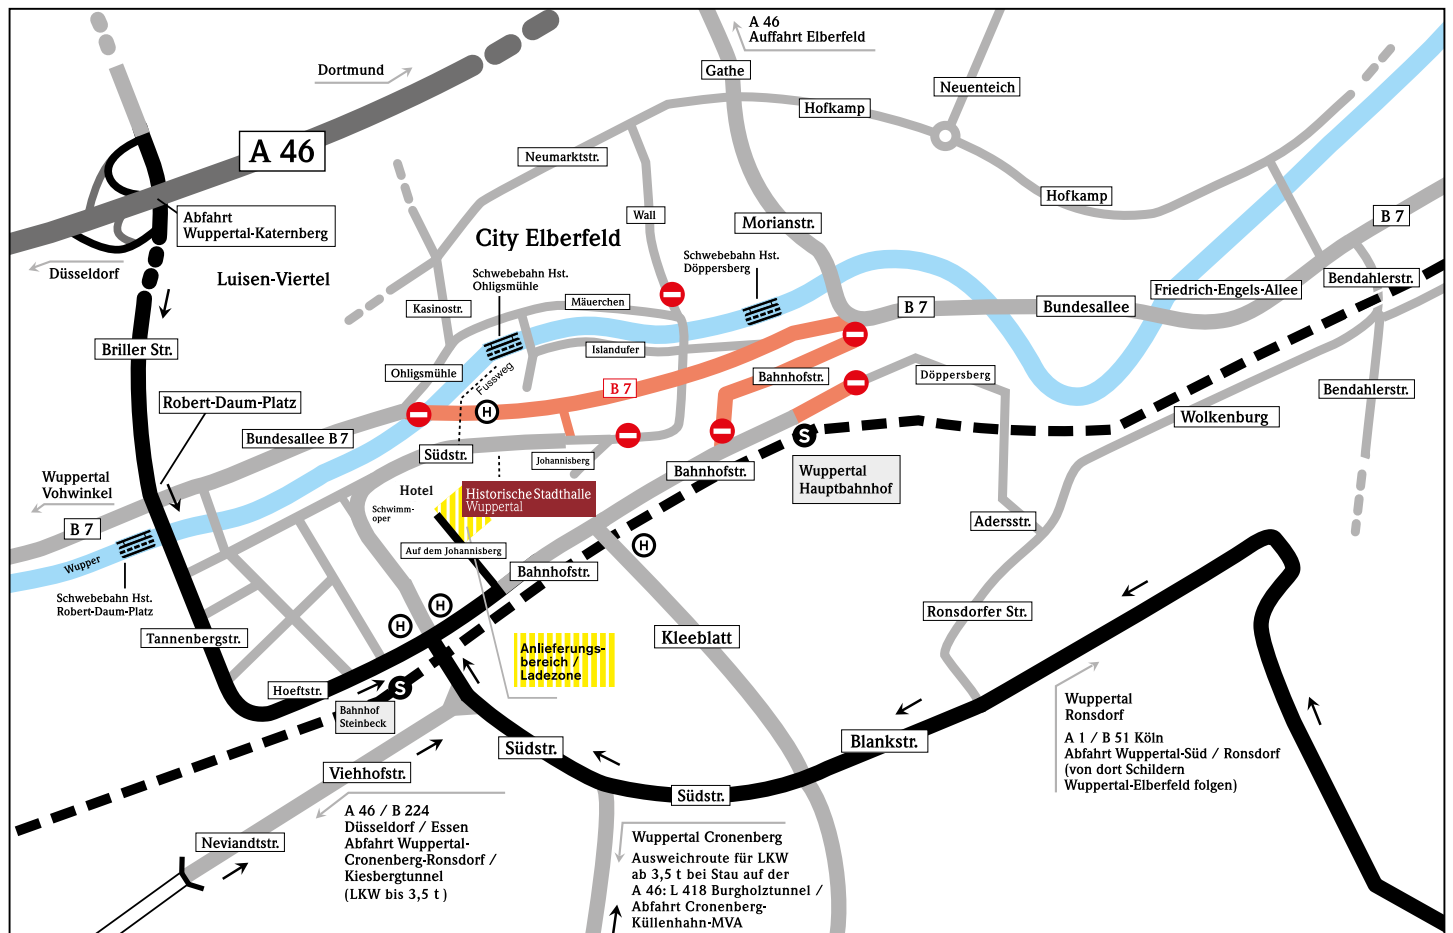 A 46
Auffahrt Elberfeld
Dortmund
Gathe
Neuenteich
Hofkamp
A 46
Neumarktstr.
Hofkamp
Abfahrt
Wuppertal-Katernberg
Wall
Morianstr.
B 7
City Elberfeld
Düsseldorf
Luisen-Viertel
Schwebebahn Hst.
Ohligsmühle
Schwebebahn Hst.
Döppersberg
Bendahlerstr.
Friedrich-Engels-Allee
Kasinostr.
Mäuerchen
B 7
Bundesallee
Briller Str.
Islandufer
Ohligsmühle
Fussweg
Bahnhofstr.
Döppersberg
B 7
Bendahlerstr.
Robert-Daum-Platz
H
Wolkenburg
Bundesallee B 7
S
Südstr.
Johannisberg
Bahnhofstr.
Wuppertal
Hauptbahnhof
Wuppertal
Vohwinkel
Hotel
Schwimm-
oper
Historische Stadthalle
Wuppertal
B 7
Adersstr.
Auf dem Johannisberg
H
Wupper
Bahnhofstr.
Schwebebahn Hst.
Robert-Daum-Platz
H
H
Ronsdorfer Str.
Tannenbergstr.
Kleeblatt
Anlieferungs-
bereich /
Ladezone
Hoeftstr.
S
Bahnhof
Steinbeck
Wuppertal
Ronsdorf
A 1 / B 51 Köln
Abfahrt Wuppertal-Süd / Ronsdorf
(von dort Schildern
Wuppertal-Elberfeld folgen)
Südstr.
Blankstr.
Viehhofstr.
Südstr.
A 46 / B 224
Düsseldorf / Essen
Abfahrt Wuppertal-
Cronenberg-Ronsdorf /
Kiesbergtunnel
(LKW bis 3,5 t )
Neviandtstr.
Wuppertal Cronenberg
Ausweichroute für LKW
ab 3,5 t bei Stau auf der
A 46: L 418 Burgholztunnel /
Abfahrt Cronenberg-
Küllenhahn-MVA